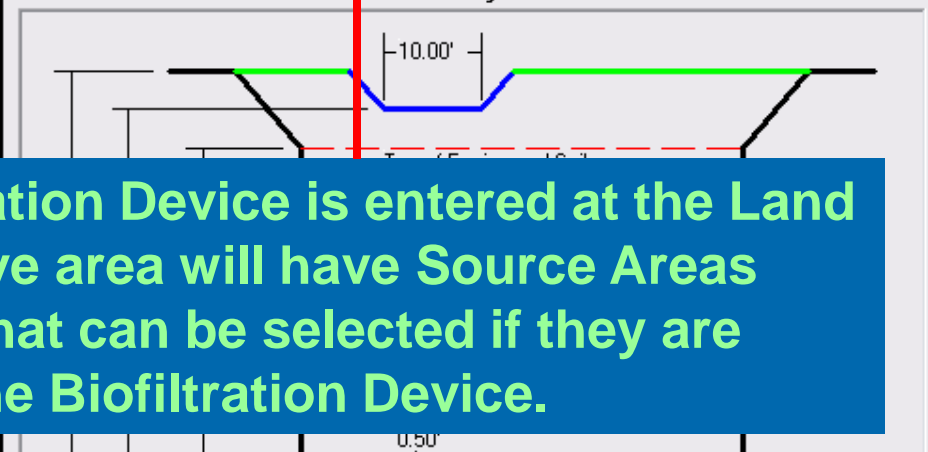 10.00'
ation Device is entered at the Land
ve area will have Source Areas
hat can be selected if they are
he Biofiltration Device.
0.50'